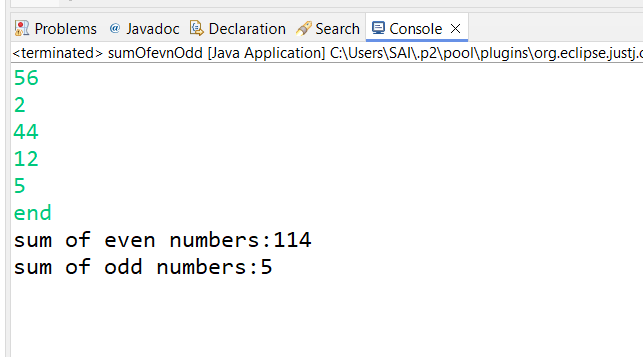 Problems @ Javadoc Declaration Search Console
<terminated> sumOfevnOdd [Java Application] C:\Users\SAI\.p2\pool\plugins\org.eclipse.justj.
56
2
44
12
5
end
sum of even numbers:114
sum of odd numbers:5